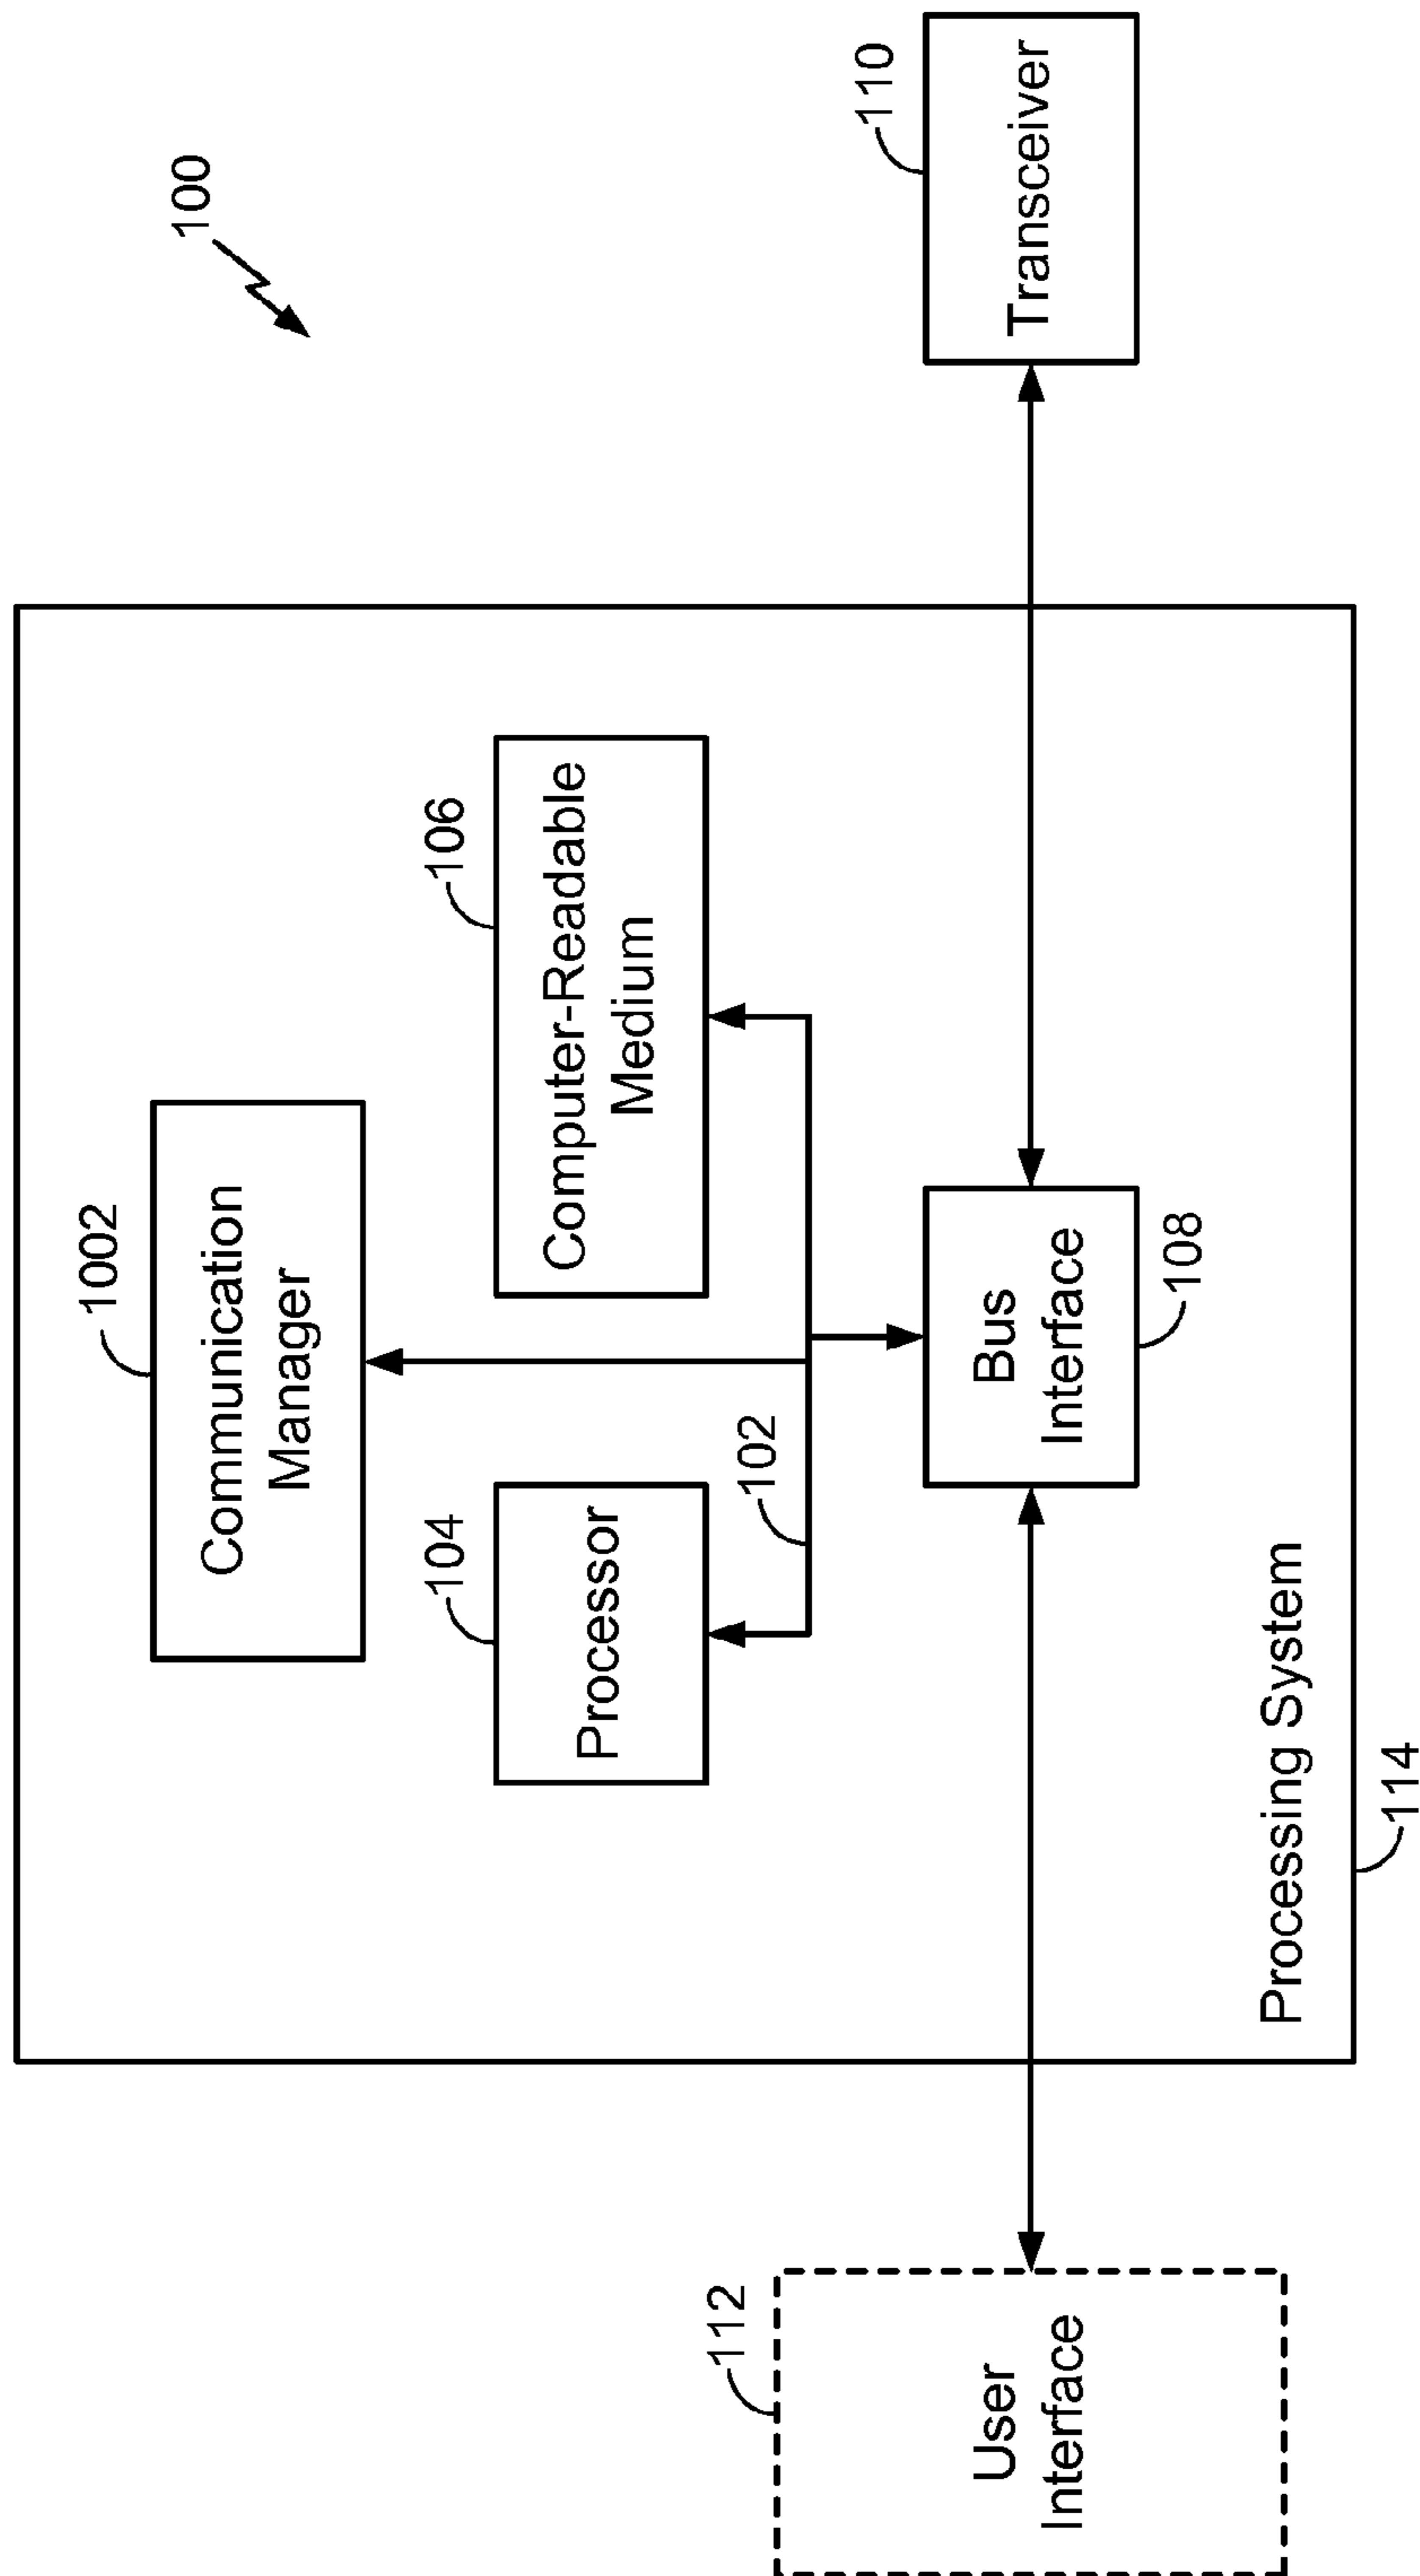 100
1002
Communication
Manager
104
Processor
106
Computer-Readable
Medium
102
112
User
Interface
Bus
Interface
108
110
Transceiver
Processing System
114